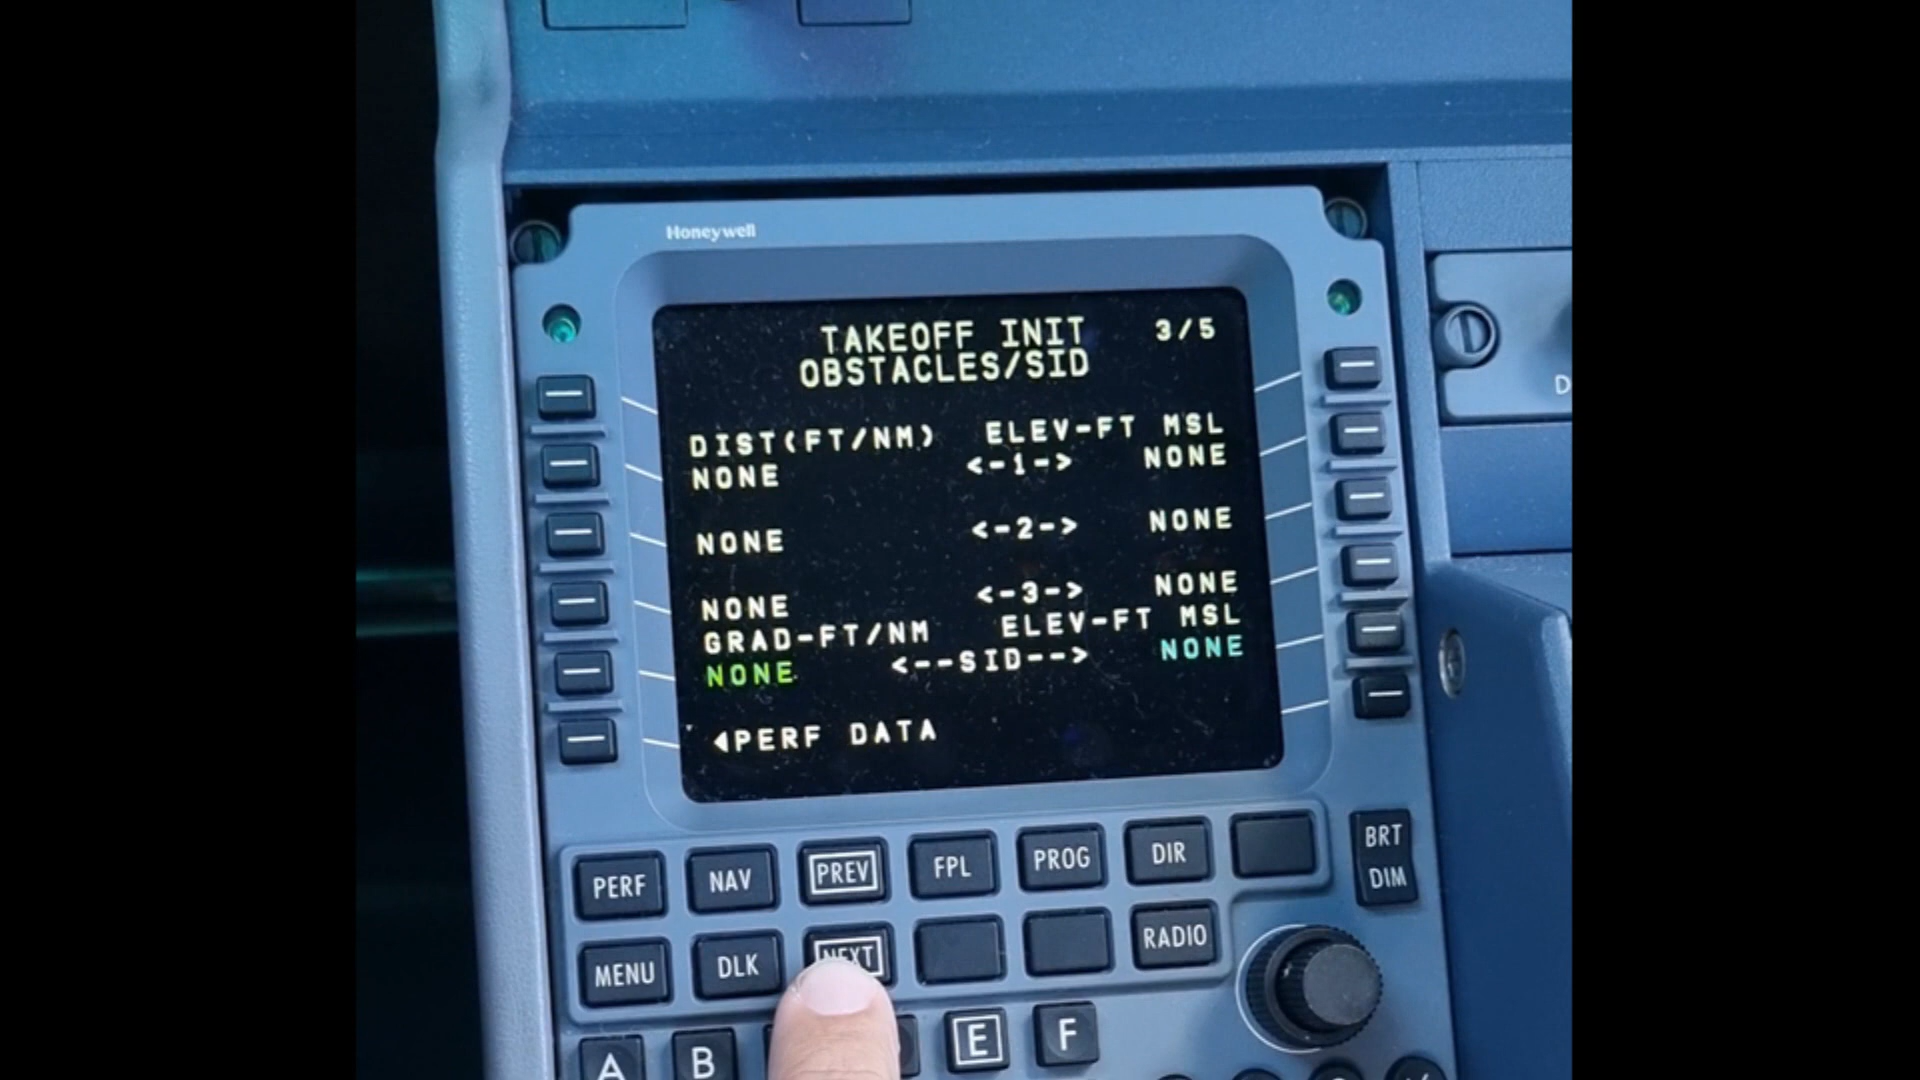 Honeywell
TAKEOFF INIT 3/5
OBSTACLES/SID
DIST(FT/NM) ELEV-FT MSL
NONE <-1-> NONE
NONE <-2-> NONE
NONE <-3-> NONE
GRAD-FT/NM ELEV-FT MSL
NONE <--SID--> NONE
◀PERF DATA
PERF NAV PREV FPL PROG DIR
BRT
DIM
MENU DLK NEXT RADIO
A B E F
D